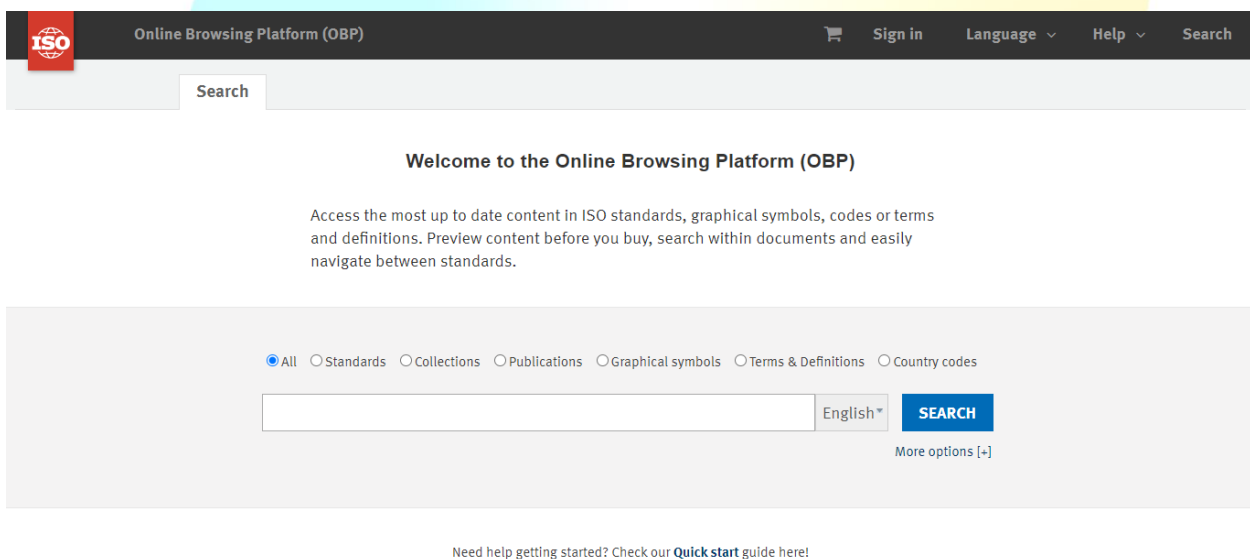 ISO
Online Browsing Platform (OBP) Sign in Language Help Search
Search
Welcome to the Online Browsing Platform (OBP)
Access the most up to date content in ISO standards, graphical symbols, codes or terms
and definitions. Preview content before you buy, search within documents and easily
navigate between standards.
All Standards Collections Publications Graphical symbols Terms & Definitions Country codes
English SEARCH
More options [+]
Need help getting started? Check our Quick start guide here!